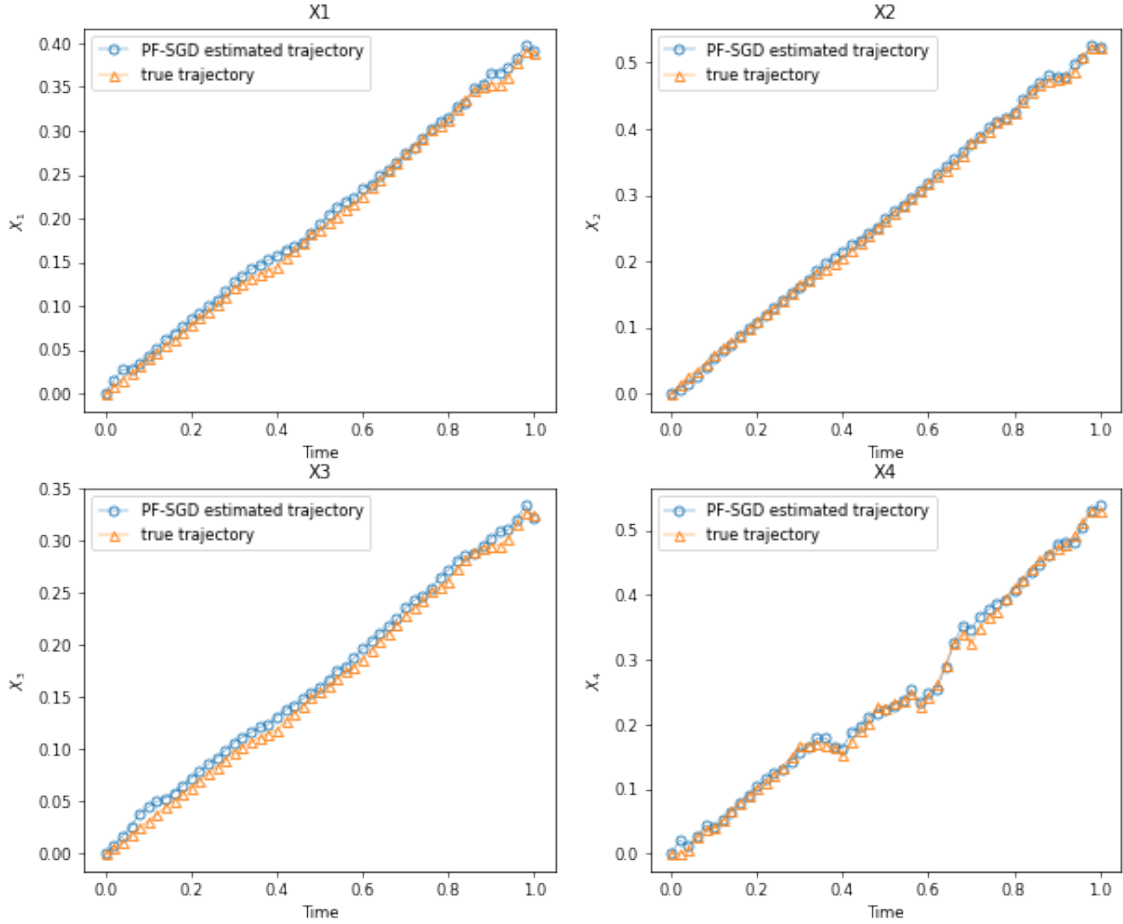 X1
PF-SGD estimated trajectory
true trajectory
0.40
0.35
0.30
0.25
0.20
0.15
0.10
0.05
0.00
X₁
0.0 0.2 0.4 0.6 0.8 1.0
Time
X2
PF-SGD estimated trajectory
true trajectory
0.5
0.4
0.3
0.2
0.1
0.0
X₂
0.0 0.2 0.4 0.6 0.8 1.0
Time
X3
PF-SGD estimated trajectory
true trajectory
0.35
0.30
0.25
0.20
0.15
0.10
0.05
0.00
X₃
0.0 0.2 0.4 0.6 0.8 1.0
Time
X4
PF-SGD estimated trajectory
true trajectory
0.5
0.4
0.3
0.2
0.1
0.0
X₄
0.0 0.2 0.4 0.6 0.8 1.0
Time